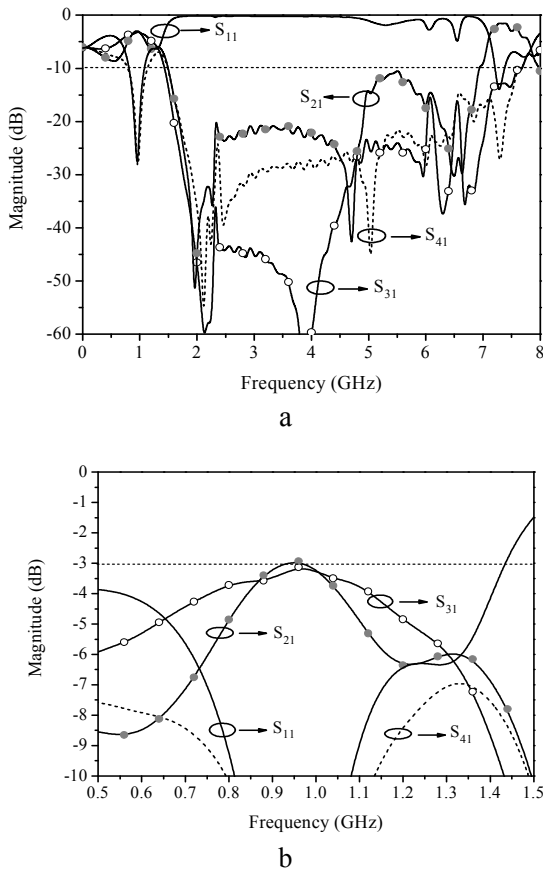 0
-10
-20
-30
-40
-50
-60
Magnitude (dB)
S11
S21
S41
S31
0 1 2 3 4 5 6 7 8
Frequency (GHz)
a
0
-1
-2
-3
-4
-5
-6
-7
-8
-9
-10
Magnitude (dB)
S31
S21
S11
S41
0.5 0.6 0.7 0.8 0.9 1.0 1.1 1.2 1.3 1.4 1.5
Frequency (GHz)
b